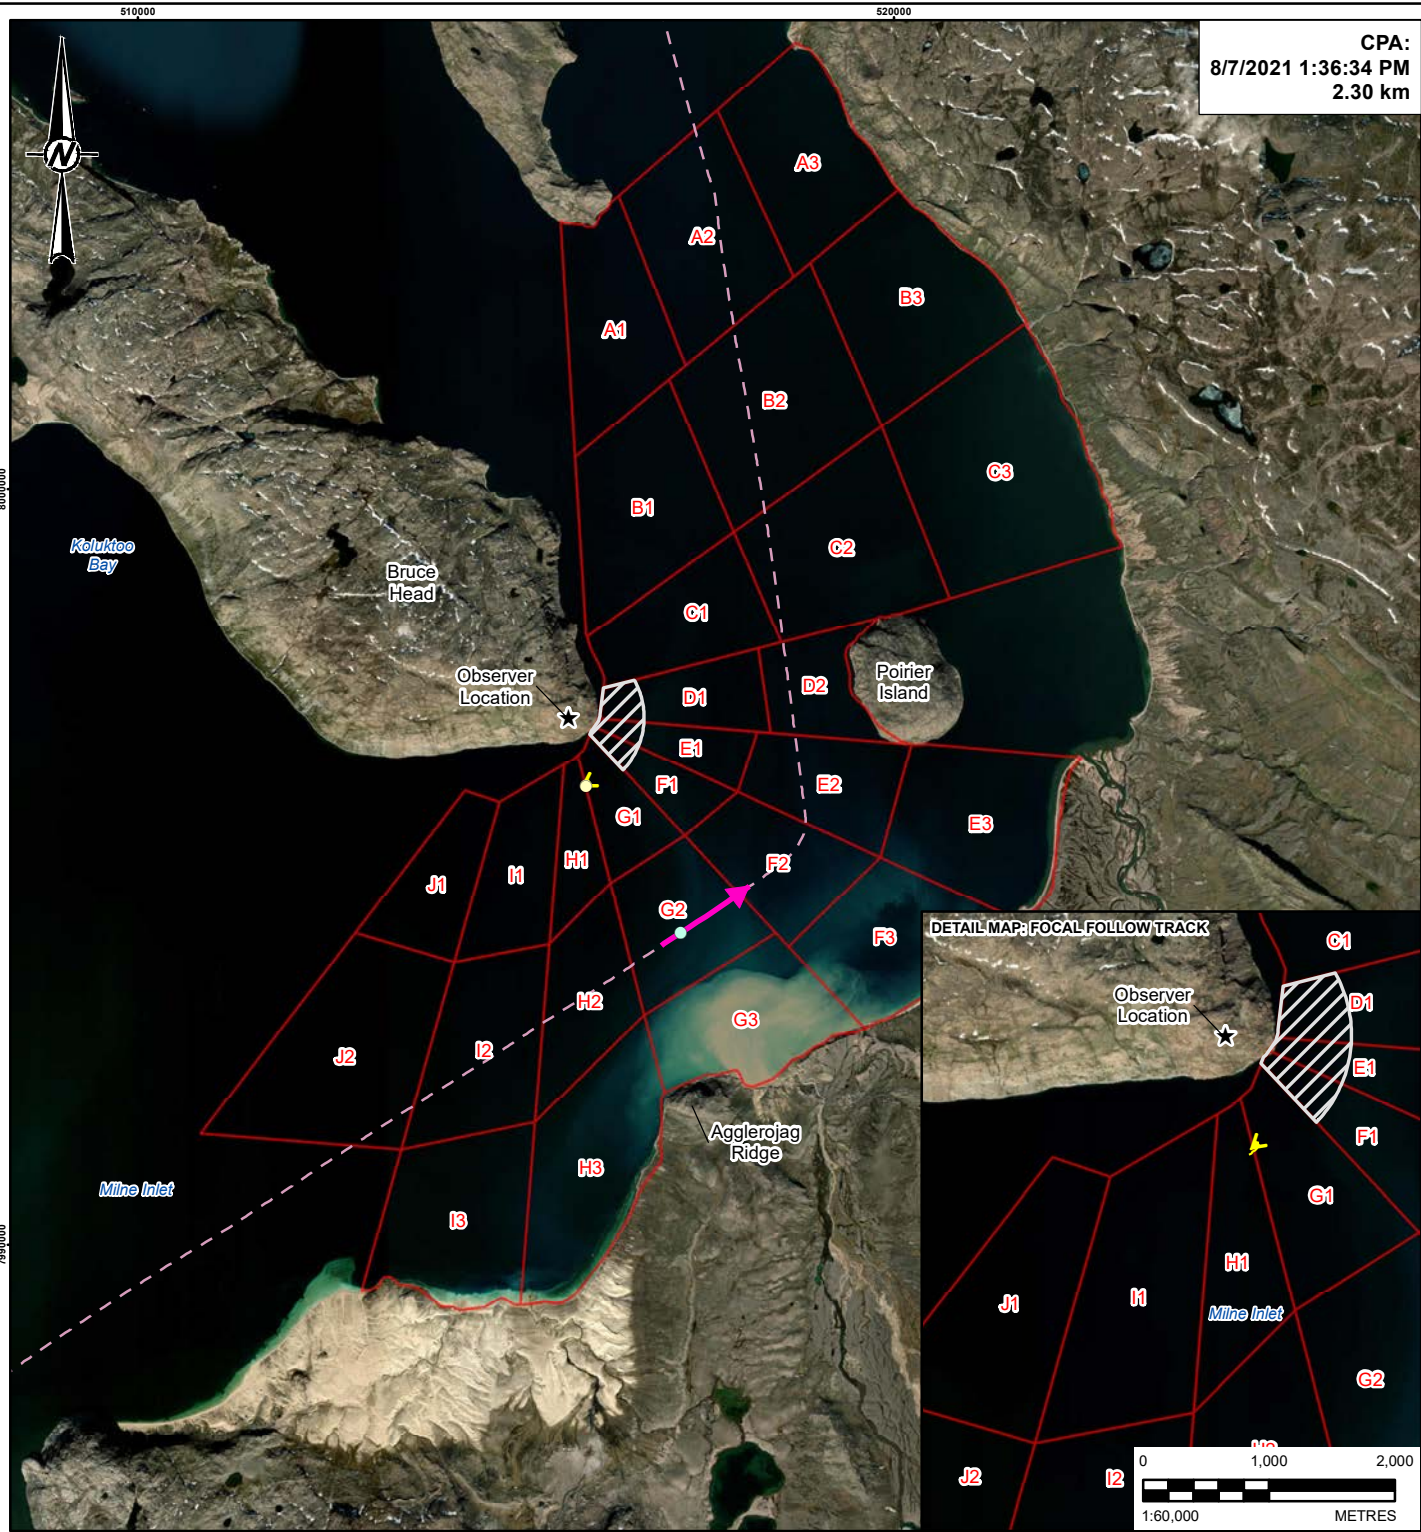 510000
520000
CPA:
8/7/2021 1:36:34 PM
2.30 km
N
A3
A2
B3
A1
B2
C3
8000000
B1
Koluktoo
Bay
C2
Bruce
Head
C1
Observer
Location
Poirier
Island
D1
D2
E1
F1
E2
G1
E3
H1
F2
I1
J1
G2
F3
H2
G3
I2
J2
Agglerojag
Ridge
H3
Milne Inlet
I3
7990000
DETAIL MAP: FOCAL FOLLOW TRACK
C1
Observer
Location
D1
E1
F1
G1
H1
I1
J1
Milne Inlet
G2
H2
J2
I2
0 1,000 2,000
1:60,000 METRES